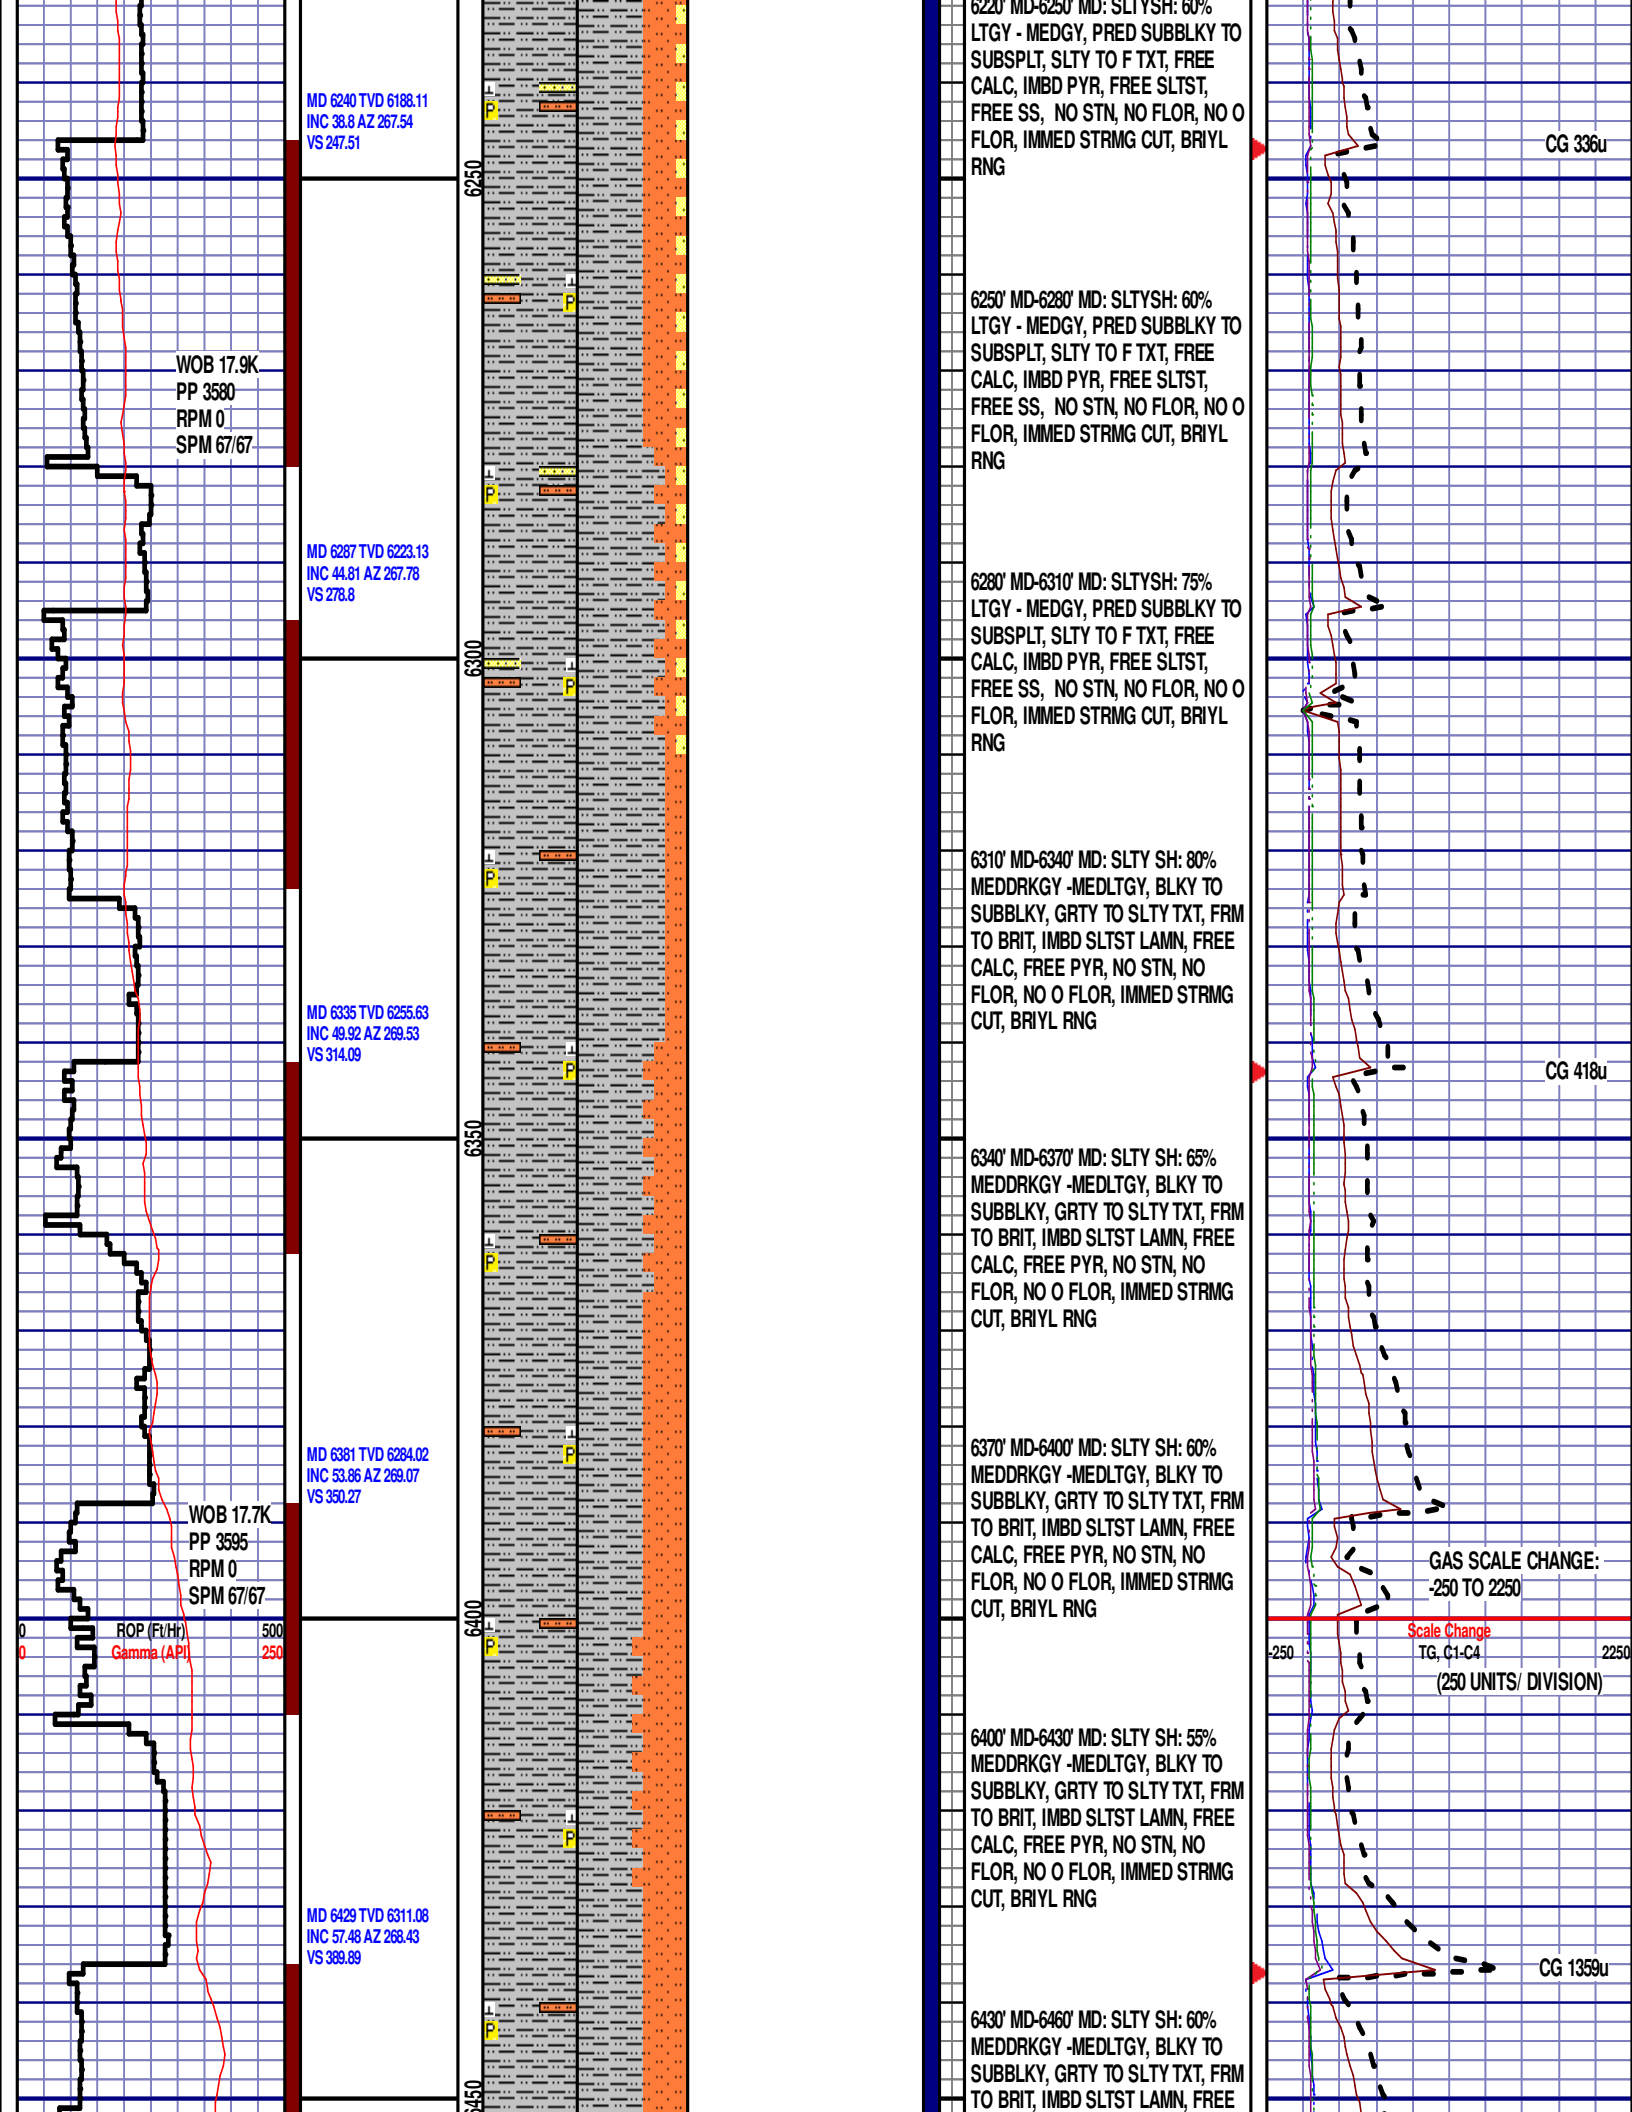 6220' MD-6250' MD: SLTYSH: 60%
LTGY - MEDGY, PRED SUBBLKY TO
SUBSPLT, SLTY TO F TXT, FREE
CALC, IMBD PYR, FREE SLTST,
FREE SS,  NO STN, NO FLOR, NO O
FLOR, IMMED STRMG CUT, BRIYL
RNG
MD 6240 TVD 6188.11
INC 38.8 AZ 267.54
VS 247.51
P
CG 336u
6250
6250' MD-6280' MD: SLTYSH: 60%
LTGY - MEDGY, PRED SUBBLKY TO
SUBSPLT, SLTY TO F TXT, FREE
CALC, IMBD PYR, FREE SLTST,
FREE SS,  NO STN, NO FLOR, NO O
FLOR, IMMED STRMG CUT, BRIYL
RNG
P
WOB 17.9K
PP 3580
RPM 0
SPM 67/67
P
MD 6287 TVD 6223.13
INC 44.81 AZ 267.78
VS 278.8
6280' MD-6310' MD: SLTYSH: 75%
LTGY - MEDGY, PRED SUBBLKY TO
SUBSPLT, SLTY TO F TXT, FREE
CALC, IMBD PYR, FREE SLTST,
FREE SS,  NO STN, NO FLOR, NO O
FLOR, IMMED STRMG CUT, BRIYL
RNG
6300
P
6310' MD-6340' MD: SLTY SH: 80%
MEDDRKGY -MEDLTGY, BLKY TO
SUBBLKY, GRTY TO SLTY TXT, FRM
TO BRIT, IMBD SLTST LAMN, FREE
CALC, FREE PYR, NO STN, NO
FLOR, NO O FLOR, IMMED STRMG
CUT, BRIYL RNG
P
MD 6335 TVD 6255.63
INC 49.92 AZ 269.53
VS 314.09
P
CG 418u
6350
6340' MD-6370' MD: SLTY SH: 65%
MEDDRKGY -MEDLTGY, BLKY TO
SUBBLKY, GRTY TO SLTY TXT, FRM
TO BRIT, IMBD SLTST LAMN, FREE
CALC, FREE PYR, NO STN, NO
FLOR, NO O FLOR, IMMED STRMG
CUT, BRIYL RNG
P
MD 6381 TVD 6284.02
INC 53.86 AZ 269.07
VS 350.27
P
6370' MD-6400' MD: SLTY SH: 60%
MEDDRKGY -MEDLTGY, BLKY TO
SUBBLKY, GRTY TO SLTY TXT, FRM
TO BRIT, IMBD SLTST LAMN, FREE
CALC, FREE PYR, NO STN, NO
FLOR, NO O FLOR, IMMED STRMG
CUT, BRIYL RNG
WOB 17.7K
PP 3595
RPM 0
SPM 67/67
GAS SCALE CHANGE:
-250 TO 2250
6400
0 ROP (Ft/Hr) 500
0 Gamma (API) 250
P
Scale Change
-250 TG, C1-C4 2250
(250 UNITS/ DIVISION)
6400' MD-6430' MD: SLTY SH: 55%
MEDDRKGY -MEDLTGY, BLKY TO
SUBBLKY, GRTY TO SLTY TXT, FRM
TO BRIT, IMBD SLTST LAMN, FREE
CALC, FREE PYR, NO STN, NO
FLOR, NO O FLOR, IMMED STRMG
CUT, BRIYL RNG
P
MD 6429 TVD 6311.08
INC 57.48 AZ 268.43
VS 389.89
CG 1359u
P
6430' MD-6460' MD: SLTY SH: 60%
MEDDRKGY -MEDLTGY, BLKY TO
SUBBLKY, GRTY TO SLTY TXT, FRM
TO BRIT, IMBD SLTST LAMN, FREE
6450